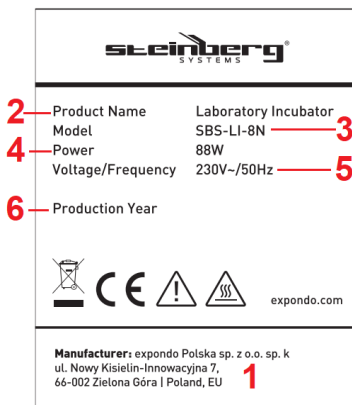 steinberg®
SYSTEMS
2 Product Name Laboratory Incubator
Model SBS-LI-8N 3
4 Power 88W
Voltage/Frequency 230V~/50Hz 5
6 Production Year
CE
expondo.com
Manufacturer: expondo Polska sp. z o.o. sp. k
ul. Nowy Kisielin-Innowacyjna 7,
66-002 Zielona Góra | Poland, EU 1